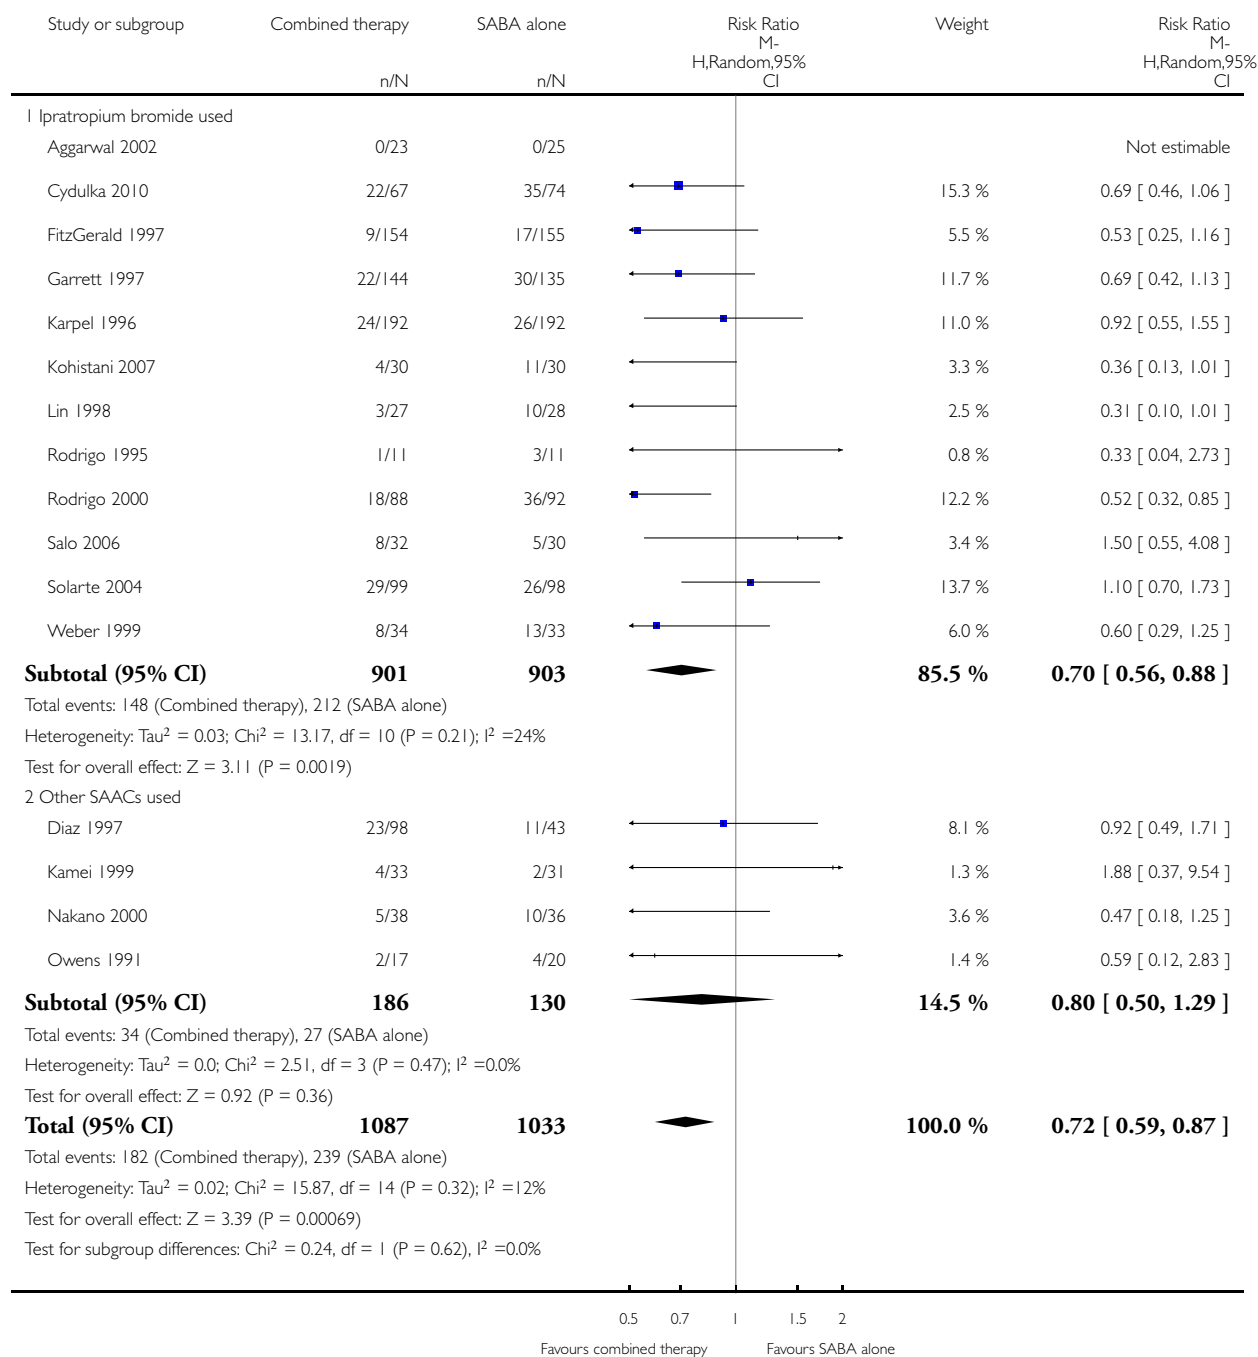 Study or subgroup Combined therapy SABA alone Risk Ratio Weight Risk Ratio
M- M-
H,Random,95% H,Random,95%
n/N n/N CI CI
1 Ipratropium bromide used
Aggarwal 2002 0/23 0/25 Not estimable
Cydulka 2010 22/67 35/74 15.3 % 0.69 [ 0.46, 1.06 ]
FitzGerald 1997 9/154 17/155 5.5 % 0.53 [ 0.25, 1.16 ]
Garrett 1997 22/144 30/135 11.7 % 0.69 [ 0.42, 1.13 ]
Karpel 1996 24/192 26/192 11.0 % 0.92 [ 0.55, 1.55 ]
Kohistani 2007 4/30 11/30 3.3 % 0.36 [ 0.13, 1.01 ]
Lin 1998 3/27 10/28 2.5 % 0.31 [ 0.10, 1.01 ]
Rodrigo 1995 1/11 3/11 0.8 % 0.33 [ 0.04, 2.73 ]
Rodrigo 2000 18/88 36/92 12.2 % 0.52 [ 0.32, 0.85 ]
Salo 2006 8/32 5/30 3.4 % 1.50 [ 0.55, 4.08 ]
Solarte 2004 29/99 26/98 13.7 % 1.10 [ 0.70, 1.73 ]
Weber 1999 8/34 13/33 6.0 % 0.60 [ 0.29, 1.25 ]
Subtotal (95% CI) 901 903 85.5 % 0.70 [ 0.56, 0.88 ]
Total events: 148 (Combined therapy), 212 (SABA alone)
Heterogeneity: Tau² = 0.03; Chi² = 13.17, df = 10 (P = 0.21); I² =24%
Test for overall effect: Z = 3.11 (P = 0.0019)
2 Other SAACs used
Diaz 1997 23/98 11/43 8.1 % 0.92 [ 0.49, 1.71 ]
Kamei 1999 4/33 2/31 1.3 % 1.88 [ 0.37, 9.54 ]
Nakano 2000 5/38 10/36 3.6 % 0.47 [ 0.18, 1.25 ]
Owens 1991 2/17 4/20 1.4 % 0.59 [ 0.12, 2.83 ]
Subtotal (95% CI) 186 130 14.5 % 0.80 [ 0.50, 1.29 ]
Total events: 34 (Combined therapy), 27 (SABA alone)
Heterogeneity: Tau² = 0.0; Chi² = 2.51, df = 3 (P = 0.47); I² =0.0%
Test for overall effect: Z = 0.92 (P = 0.36)
Total (95% CI) 1087 1033 100.0 % 0.72 [ 0.59, 0.87 ]
Total events: 182 (Combined therapy), 239 (SABA alone)
Heterogeneity: Tau² = 0.02; Chi² = 15.87, df = 14 (P = 0.32); I² =12%
Test for overall effect: Z = 3.39 (P = 0.00069)
Test for subgroup differences: Chi² = 0.24, df = 1 (P = 0.62), I² =0.0%
0.5 0.7 1 1.5 2
Favours combined therapy Favours SABA alone